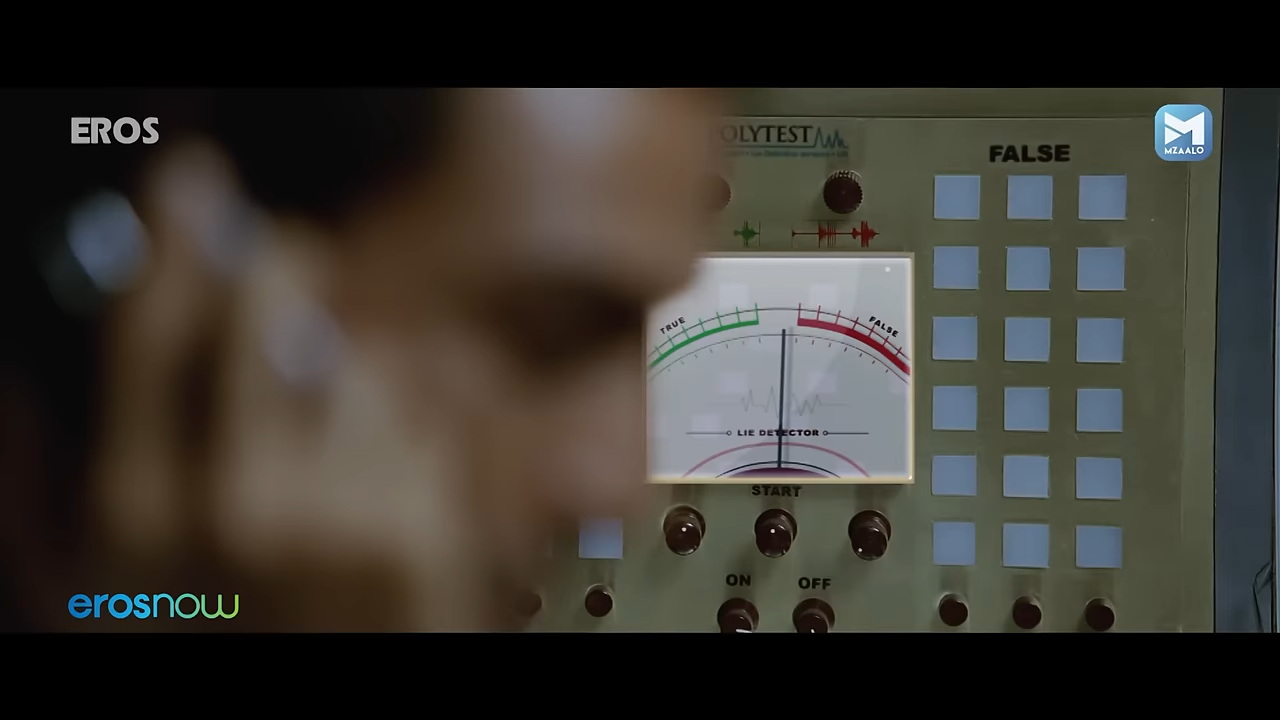 EROS
OLYTEST
FALSE
MZAALO
TRUE
FALSE
LIE DETECTOR
START
ON
OFF
erosnow